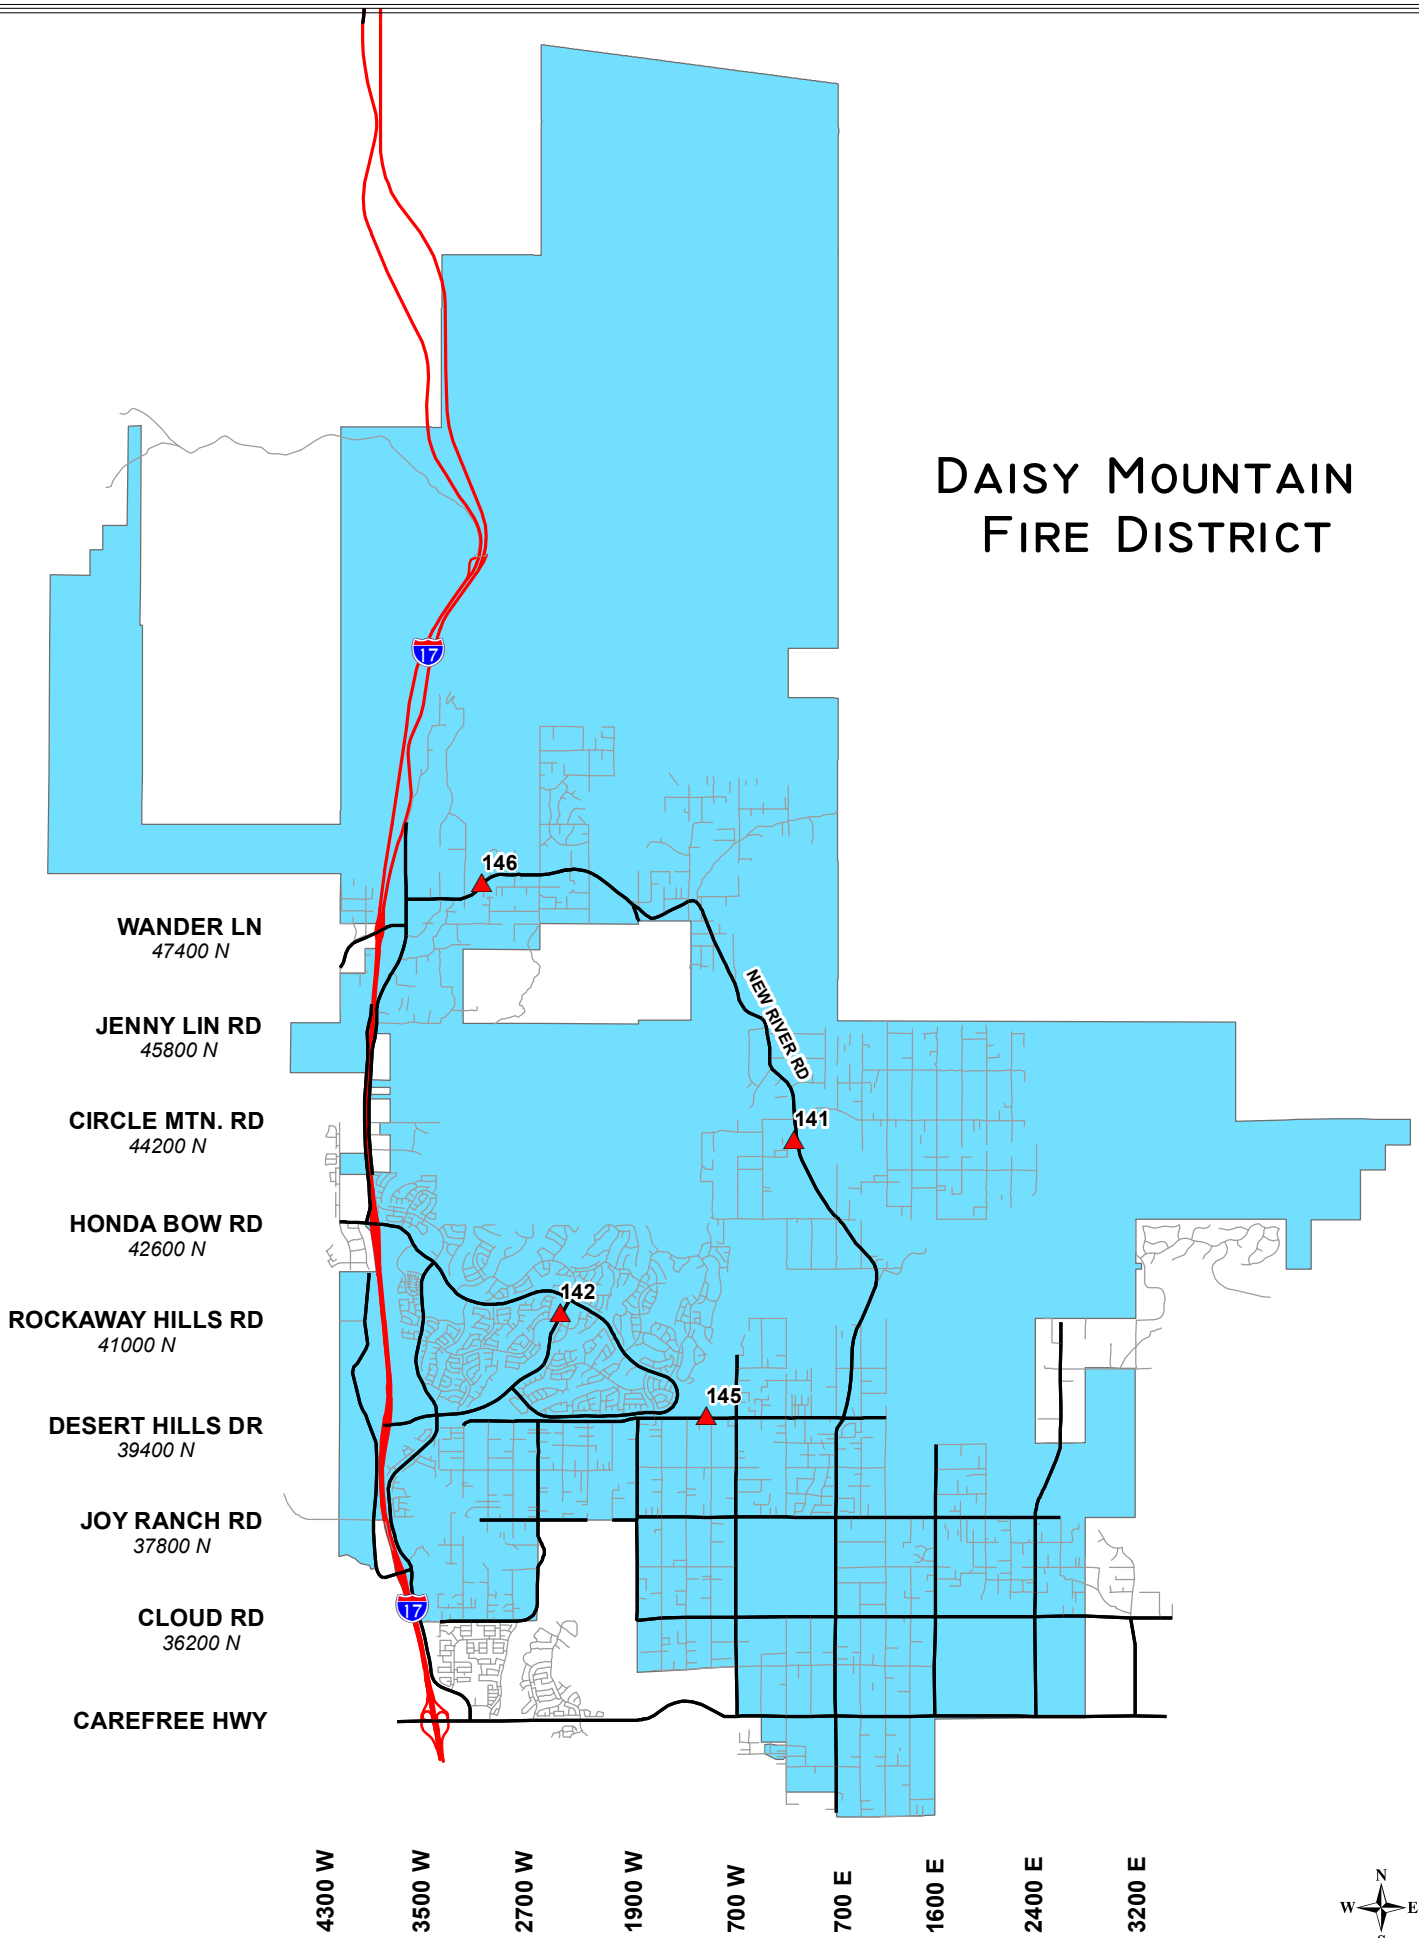 DAISY MOUNTAIN
FIRE DISTRICT
17
146
WANDER LN
47400 N
NEW RIVER RD
JENNY LIN RD
45800 N
CIRCLE MTN. RD
44200 N
141
HONDA BOW RD
42600 N
142
ROCKAWAY HILLS RD
41000 N
145
DESERT HILLS DR
39400 N
JOY RANCH RD
37800 N
17
CLOUD RD
36200 N
CAREFREE HWY
4300 W
3500 W
2700 W
1900 W
700 W
700 E
1600 E
2400 E
3200 E
N
W E
S